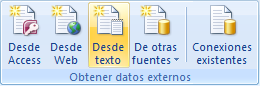 Desde Access
Desde Web
Desde texto
De otras fuentes
Conexiones existentes
Obtener datos externos